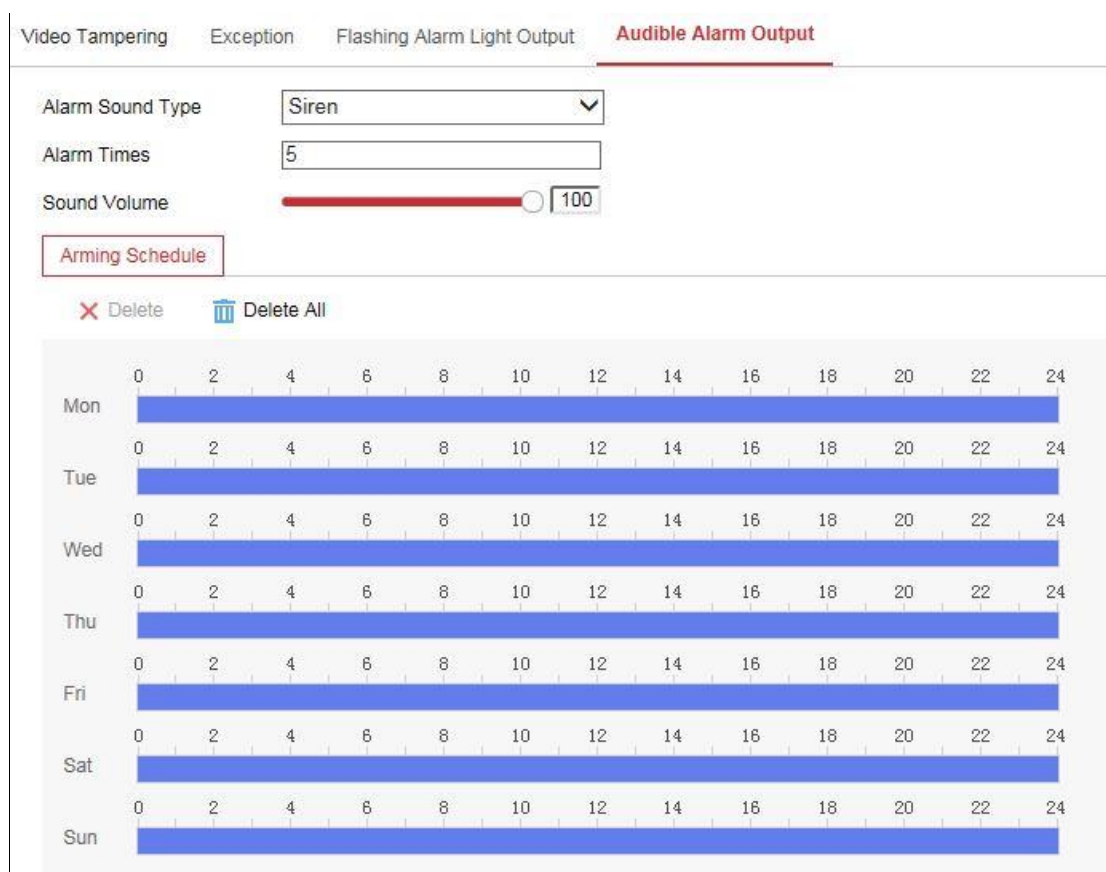 Video Tampering Exception Flashing Alarm Light Output Audible Alarm Output
Alarm Sound Type Siren
Alarm Times 5
Sound Volume 100
Arming Schedule
Delete Delete All
0 2 4 6 8 10 12 14 16 18 20 22 24
Mon
0 2 4 6 8 10 12 14 16 18 20 22 24
Tue
0 2 4 6 8 10 12 14 16 18 20 22 24
Wed
0 2 4 6 8 10 12 14 16 18 20 22 24
Thu
0 2 4 6 8 10 12 14 16 18 20 22 24
Fri
0 2 4 6 8 10 12 14 16 18 20 22 24
Sat
0 2 4 6 8 10 12 14 16 18 20 22 24
Sun